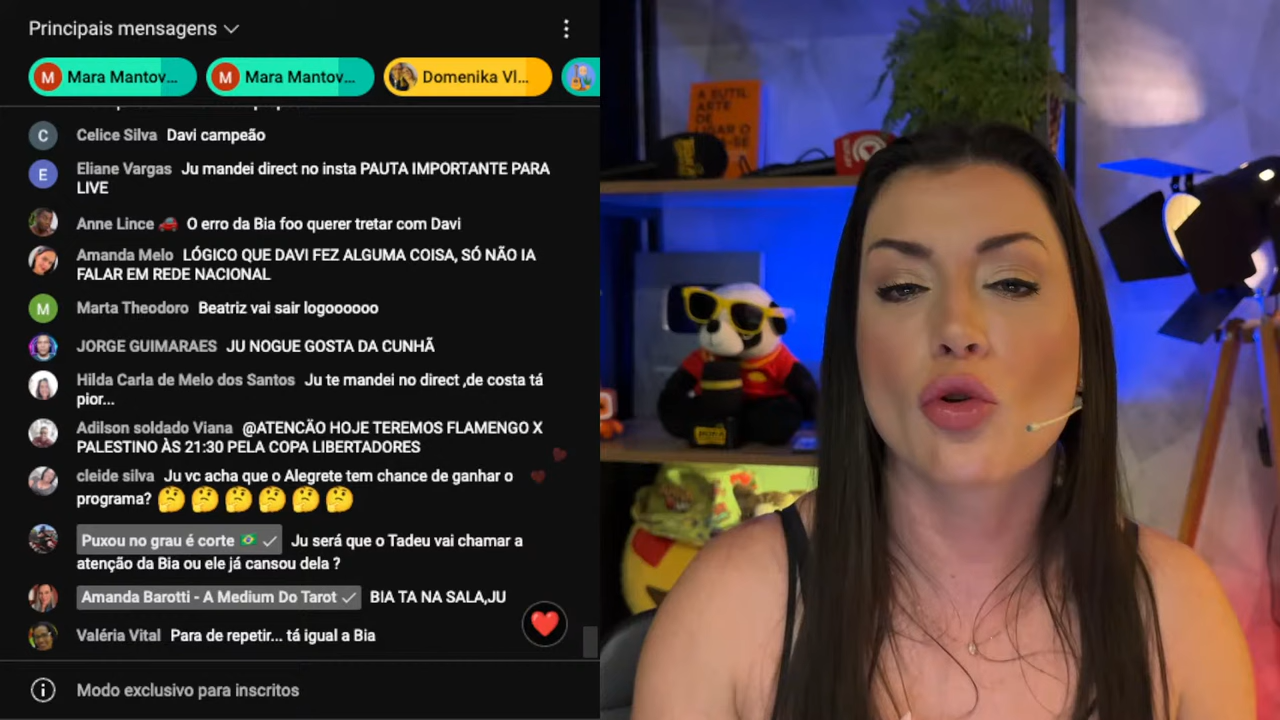 Principais mensagens
M Mara Mantov...
M Mara Mantov...
Domenika Vl...
C Celice Silva Davi campeão
E Eliane Vargas Ju mandei direct no insta PAUTA IMPORTANTE PARA
LIVE
Anne Lince 🚗 O erro da Bia foo querer tretar com Davi
Amanda Melo LÓGICO QUE DAVI FEZ ALGUMA COISA, SÓ NÃO IA
FALAR EM REDE NACIONAL
M Marta Theodoro Beatriz vai sair logoooooo
JORGE GUIMARAES JU NOGUE GOSTA DA CUNHÃ
Hilda Carla de Melo dos Santos Ju te mandei no direct ,de costa tá
pior...
Adilson soldado Viana @ATENCÃO HOJE TEREMOS FLAMENGO X
PALESTINO ÀS 21:30 PELA COPA LIBERTADORES
cleide silva Ju vc acha que o Alegrete tem chance de ganhar o
programa? 🤔🤔🤔🤔🤔🤔
Puxou no grau é corte 🇧🇷 ✓ Ju será que o Tadeu vai chamar a
atenção da Bia ou ele já cansou dela ?
Amanda Barotti - A Medium Do Tarot ✓ BIA TA NA SALA,JU
Valéria Vital Para de repetir... tá igual a Bia
Modo exclusivo para inscritos
A SUTIL
ARTE
DE
LIGAR O